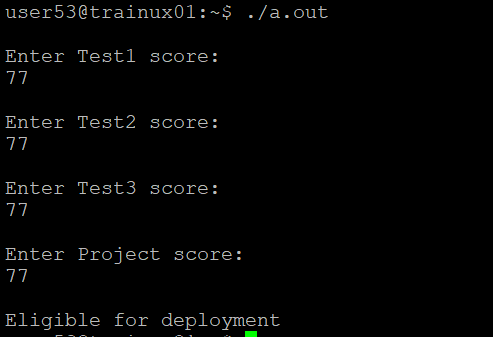 user53@trainux01:~$ ./a.out
Enter Test1 score:
77
Enter Test2 score:
77
Enter Test3 score:
77
Enter Project score:
77
Eligible for deployment